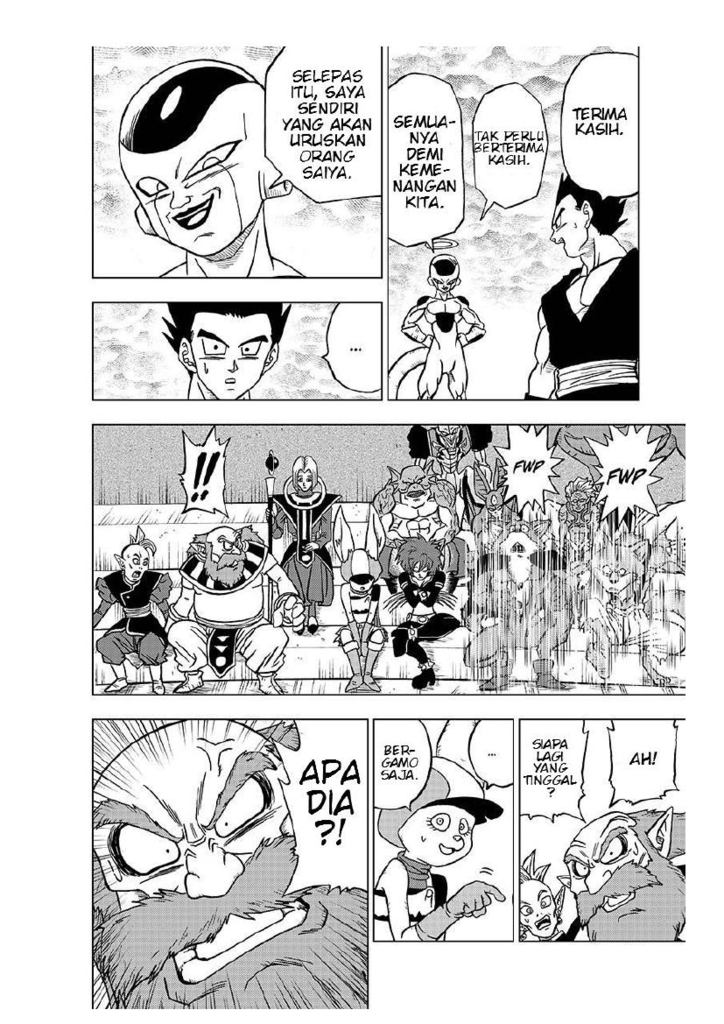 TERIMA
KASIH.
TAK PERLU
BERTERIMA
KASIH.
SEMUA-
NYA
DEMI
KEME-
NANGAN
KITA.
SELEPAS
ITU, SAYA
SENDIRI
YANG AKAN
URUSKAN
ORANG
SAIYA.
...
FWP
FWP
!!
AH!
SIAPA
LAGI
YANG
TINGGAL
?
...
BER-
GAMO
SAJA.
APA
DIA
?!